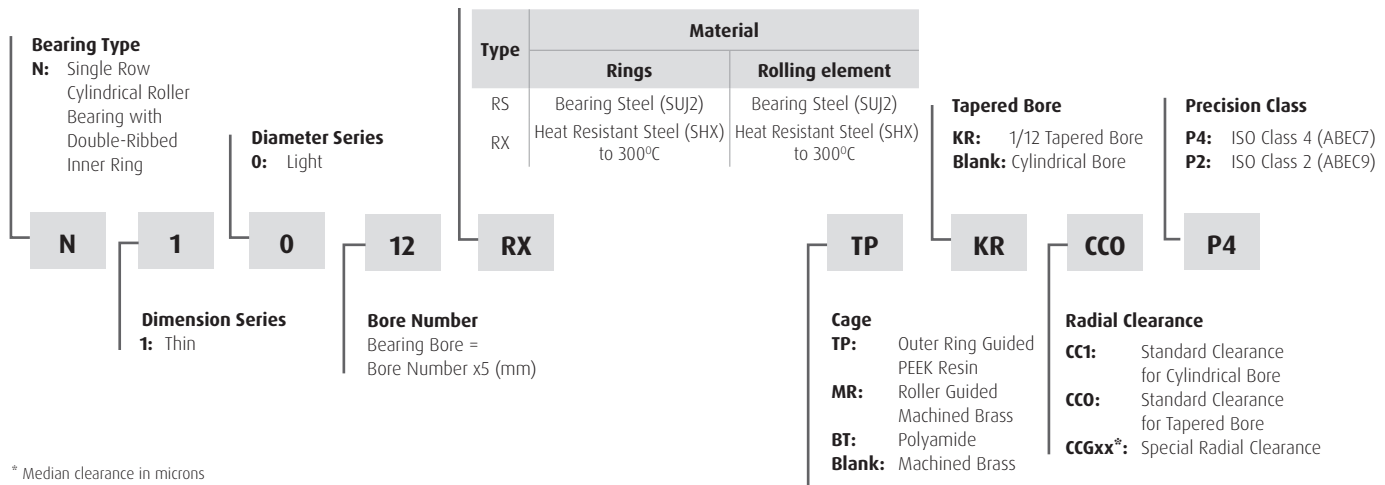 Bearing Type
N: Single Row
Cylindrical Roller
Bearing with
Double-Ribbed
Inner Ring
Diameter Series
0: Light
Type
Material
Rings Rolling element
RS Bearing Steel (SUJ2) Bearing Steel (SUJ2)
RX Heat Resistant Steel (SHX) to 300⁰C Heat Resistant Steel (SHX) to 300⁰C
Tapered Bore
KR: 1/12 Tapered Bore
Blank: Cylindrical Bore
Precision Class
P4: ISO Class 4 (ABEC7)
P2: ISO Class 2 (ABEC9)
N 1 0 12 RX TP KR CC0 P4
Dimension Series
1: Thin
Bore Number
Bearing Bore =
Bore Number x5 (mm)
Cage
TP: Outer Ring Guided
PEEK Resin
MR: Roller Guided
Machined Brass
BT: Polyamide
Blank: Machined Brass
Radial Clearance
CC1: Standard Clearance
for Cylindrical Bore
CC0: Standard Clearance
for Tapered Bore
CCGxx*: Special Radial Clearance
* Median clearance in microns